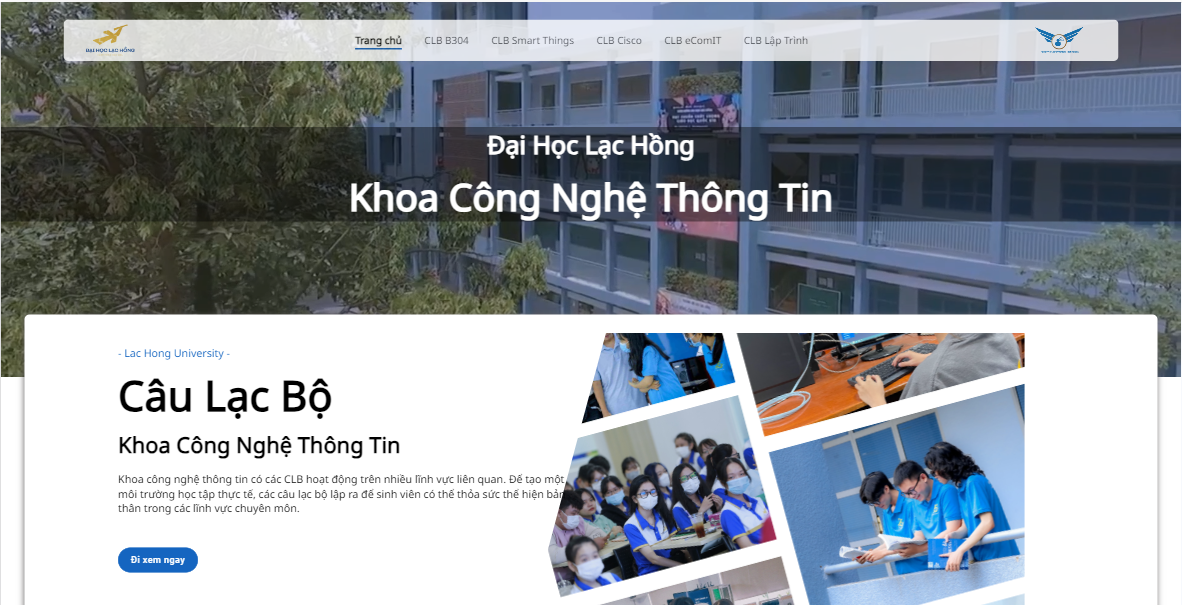 ĐẠI HỌC LẠC HỒNG
Trang chủ
CLB B304
CLB Smart Things
CLB Cisco
CLB eComIT
CLB Lập Trình
Đại Học Lạc Hồng
Khoa Công Nghệ Thông Tin
- Lac Hong University -
Câu Lạc Bộ
Khoa Công Nghệ Thông Tin
Khoa công nghệ thông tin có các CLB hoạt động trên nhiều lĩnh vực liên quan. Để tạo một
môi trường học tập thực tế, các câu lạc bộ lập ra để sinh viên có thể thỏa sức thể hiện bản
thân trong các lĩnh vực chuyên môn.
Đi xem ngay